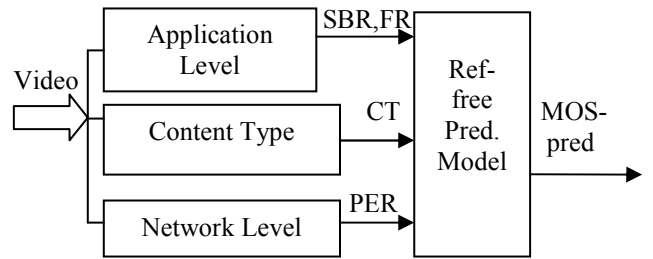 Video
Application
Level
SBR,FR
Content Type
CT
Network Level
PER
Ref-
free
Pred.
Model
MOS-
pred